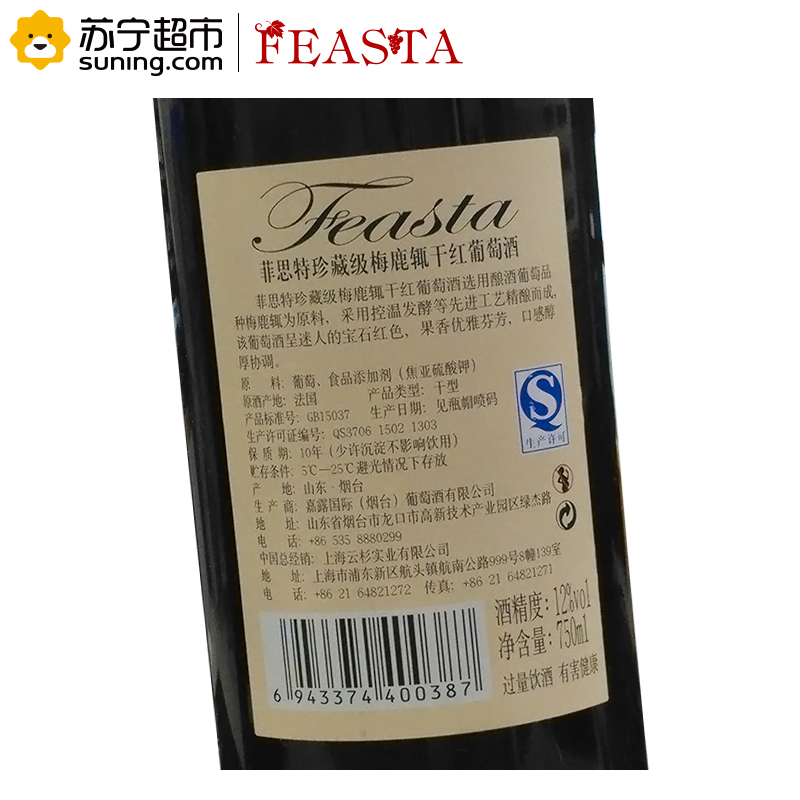 苏宁超市
suning.com
FEASTA
Feasta
菲思特珍藏级梅鹿辄干红葡萄酒
菲思特珍藏级梅鹿辄干红葡萄酒选用酿酒葡萄品
种梅鹿辄为原料，采用控温发酵等先进工艺精酿而成，
该葡萄酒呈迷人的宝石红色，果香优雅芬芳，口感醇
厚协调。
原 料：葡萄、食品添加剂（焦亚硫酸钾）
原酒产地：法国 产品类型：干型
产品标准号：GB15037 生产日期：见瓶帽喷码
生产许可证编号：QS3706 1502 1303
保 质 期：10年（少许沉淀不影响饮用）
贮存条件：5℃—25℃避光情况下存放
产 地：山东·烟台
生 产 商：嘉露国际（烟台）葡萄酒有限公司
地 址：山东省烟台市龙口市高新技术产业园区绿杰路
电 话：+86 535 8880299
中国总经销：上海云杉实业有限公司
地 址：上海市浦东新区航头镇航南公路999号8幢139室
电 话：+86 21 64821272 传真：+86 21 64821271
生产许可
酒精度：12%vol
净含量：750ml
过量饮酒 有害健康
6 943374 400387